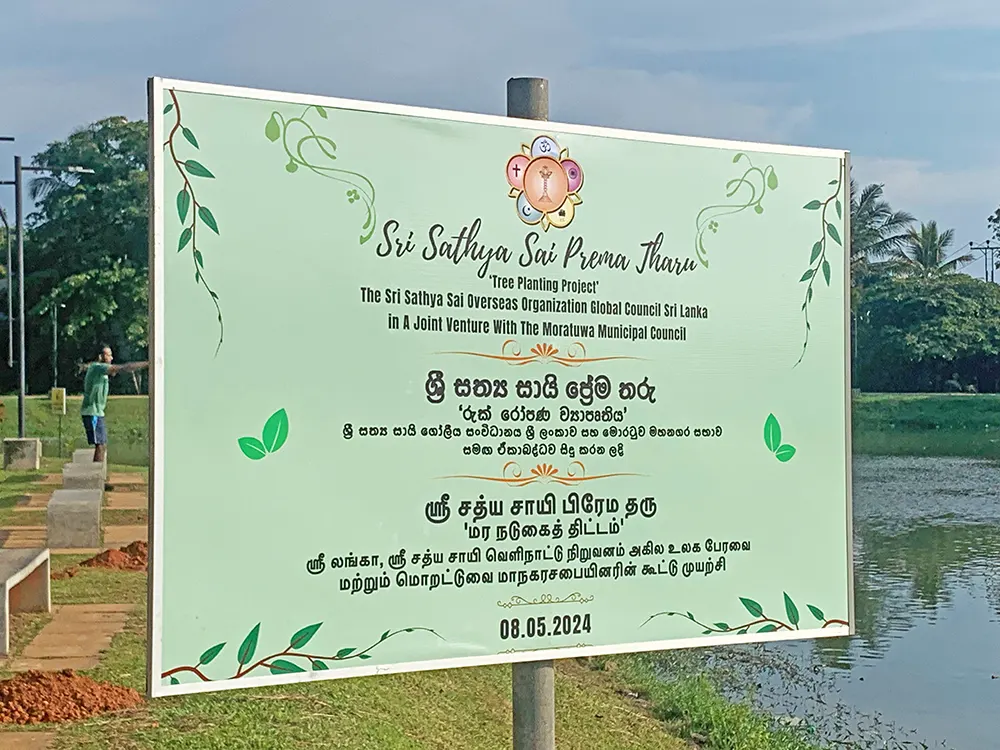 Sri Sathya Sai Prema Tharu
'Tree Planting Project'
The Sri Sathya Sai Overseas Organization Global Council Sri Lanka
in A Joint Venture With The Moratuwa Municipal Council
ශ්‍රී සත්‍ය සායි ප්‍රේම තරු
'රුක් රෝපණ ව්‍යාපෘතිය'
ශ්‍රී සත්‍ය සායි ගෝලීය සංවිධානය ශ්‍රී ලංකාව සහ මොරටුව මහනගර සභාව
සමඟ ඒකාබද්ධව සිදු කරන ලදි
ஸ்ரீ சத்ய சாயி பிரேம தரு
'மர நடுகைத் திட்டம்'
ஸ்ரீ லங்கா, ஸ்ரீ சத்ய சாயி வெளிநாட்டு நிறுவனம் அகில உலக பேரவை
மற்றும் மொறட்டுவை மாநகரசபையினரின் கூட்டு முயற்சி
08.05.2024